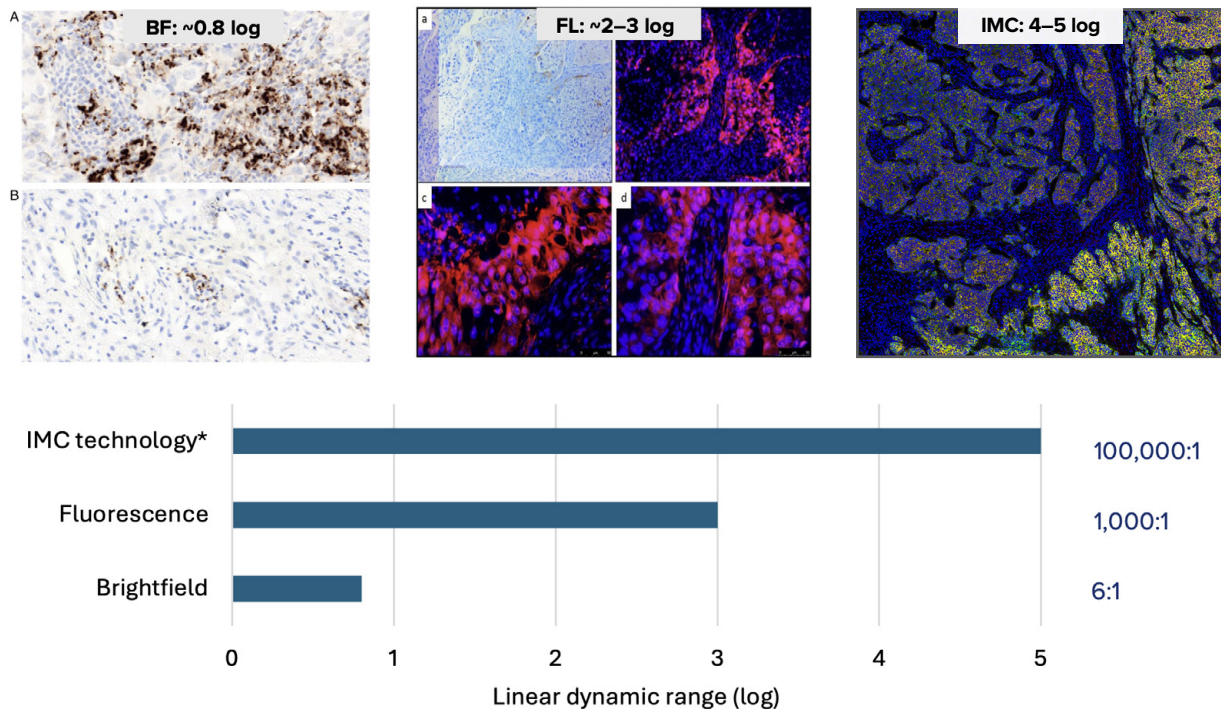 A
BF: ~0.8 log
B
a
FL: ~2–3 log
c
d
IMC: 4–5 log
IMC technology*
100,000:1
Fluorescence
1,000:1
Brightfield
6:1
0
1
2
3
4
5
Linear dynamic range (log)